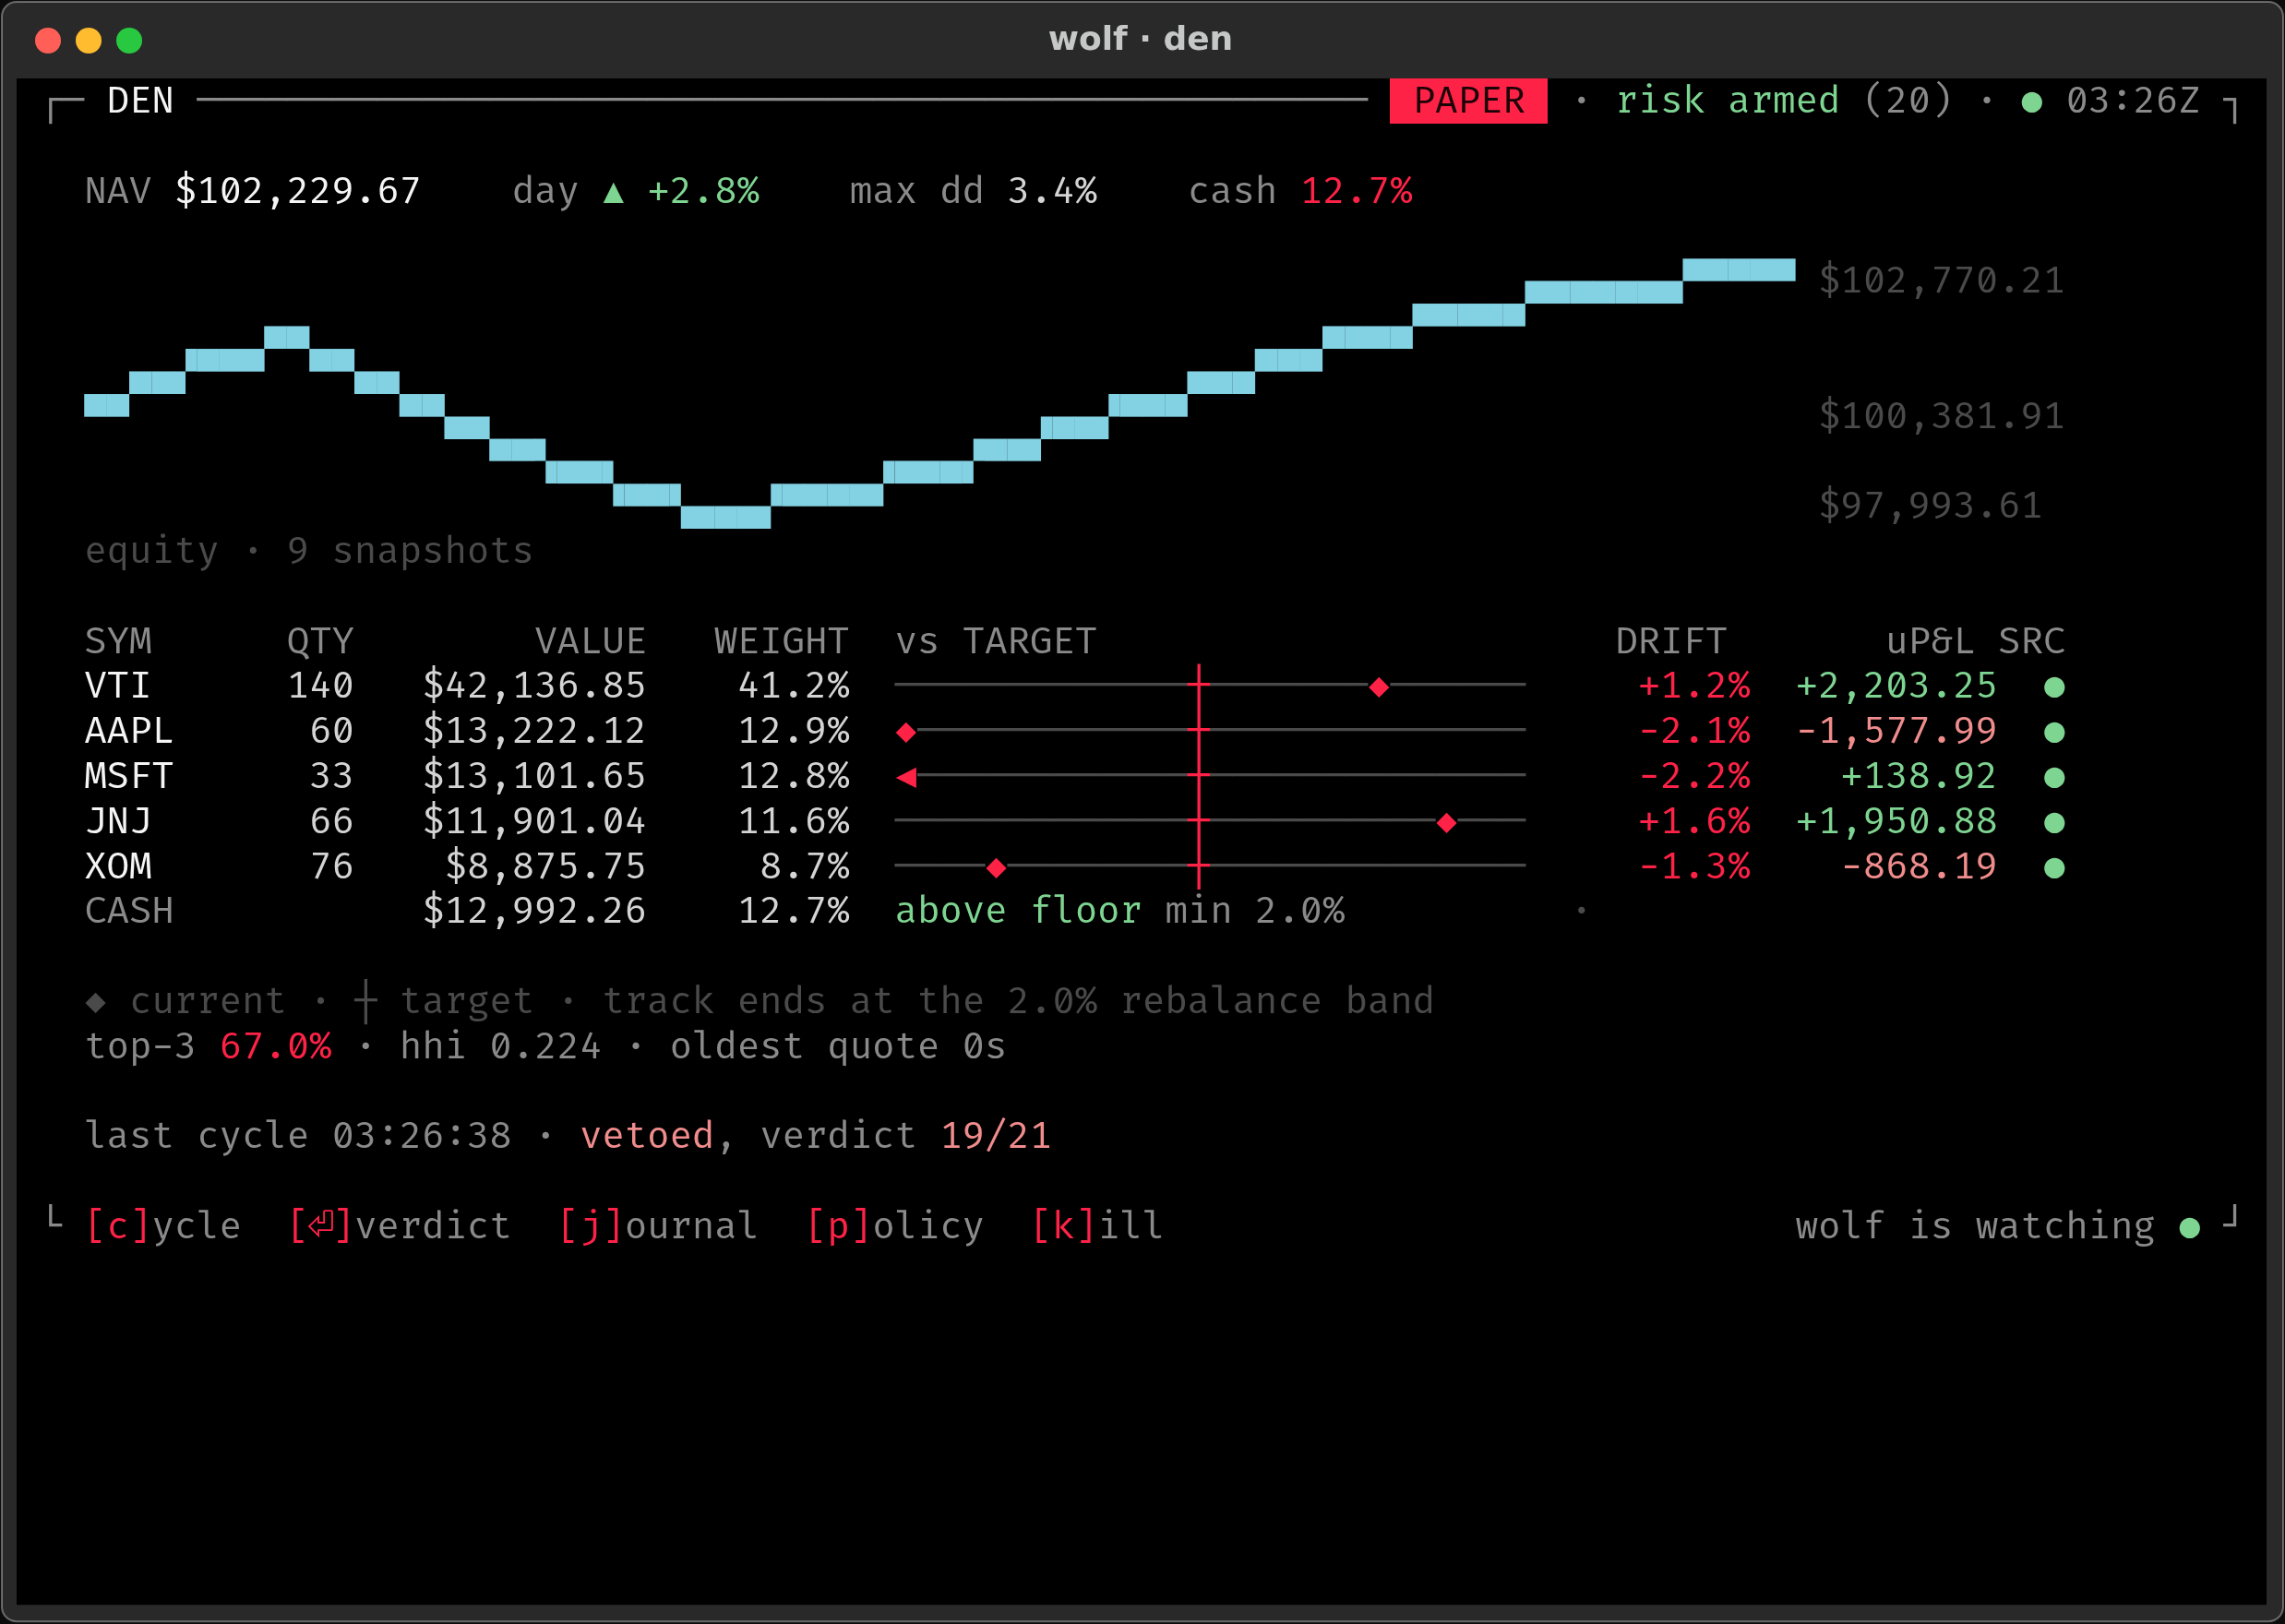 wolf · den
DEN PAPER · risk armed (20) · ● 03:26Z
NAV $102,229.67 day ▲ +2.8% max dd 3.4% cash 12.7%
$102,770.21
$100,381.91
$97,993.61
equity · 9 snapshots
SYM QTY VALUE WEIGHT vs TARGET DRIFT uP&L SRC
VTI 140 $42,136.85 41.2% +1.2% +2,203.25 ●
AAPL 60 $13,222.12 12.9% -2.1% -1,577.99 ●
MSFT 33 $13,101.65 12.8% -2.2% +138.92 ●
JNJ 66 $11,901.04 11.6% +1.6% +1,950.88 ●
XOM 76 $8,875.75 8.7% -1.3% -868.19 ●
CASH $12,992.26 12.7% above floor min 2.0% ·
◆ current · ┼ target · track ends at the 2.0% rebalance band
top-3 67.0% · hhi 0.224 · oldest quote 0s
last cycle 03:26:38 · vetoed, verdict 19/21
[c]ycle [⏎]verdict [j]ournal [p]olicy [k]ill wolf is watching ●